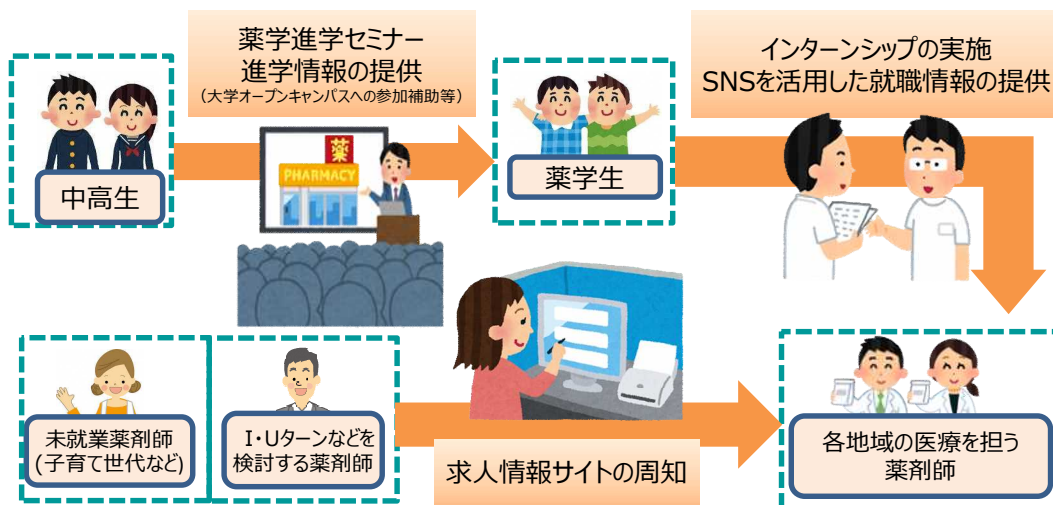 薬学進学セミナー
進学情報の提供
（大学オープンキャンパスへの参加補助等）
インターンシップの実施
SNSを活用した就職情報の提供
中高生
薬
PHARMACY
薬学生
未就業薬剤師
(子育て世代など)
I・Uターンなどを
検討する薬剤師
求人情報サイトの周知
各地域の医療を担う
薬剤師